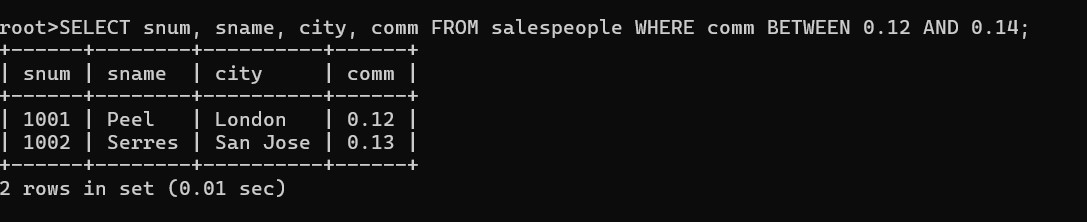 root>SELECT snum, sname, city, comm FROM salespeople WHERE comm BETWEEN 0.12 AND 0.14;
+------+--------+----------+------+
| snum | sname  | city     | comm |
+------+--------+----------+------+
| 1001 | Peel   | London   | 0.12 |
| 1002 | Serres | San Jose | 0.13 |
+------+--------+----------+------+
2 rows in set (0.01 sec)